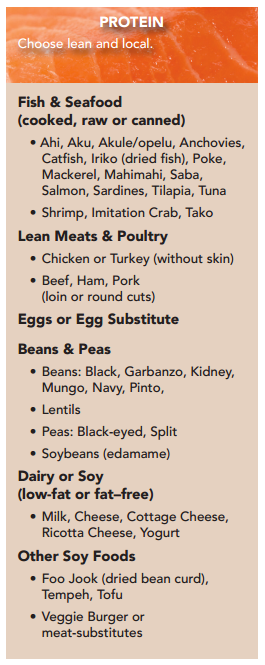 PROTEIN
Choose lean and local.
Fish & Seafood
(cooked, raw or canned)
• Ahi, Aku, Akule/opelu, Anchovies,
Catfish, Iriko (dried fish), Poke,
Mackerel, Mahimahi, Saba,
Salmon, Sardines, Tilapia, Tuna
• Shrimp, Imitation Crab, Tako
Lean Meats & Poultry
• Chicken or Turkey (without skin)
• Beef, Ham, Pork
(loin or round cuts)
Eggs or Egg Substitute
Beans & Peas
• Beans: Black, Garbanzo, Kidney,
Mungo, Navy, Pinto,
• Lentils
• Peas: Black-eyed, Split
• Soybeans (edamame)
Dairy or Soy
(low-fat or fat–free)
• Milk, Cheese, Cottage Cheese,
Ricotta Cheese, Yogurt
Other Soy Foods
• Foo Jook (dried bean curd),
Tempeh, Tofu
• Veggie Burger or
meat-substitutes